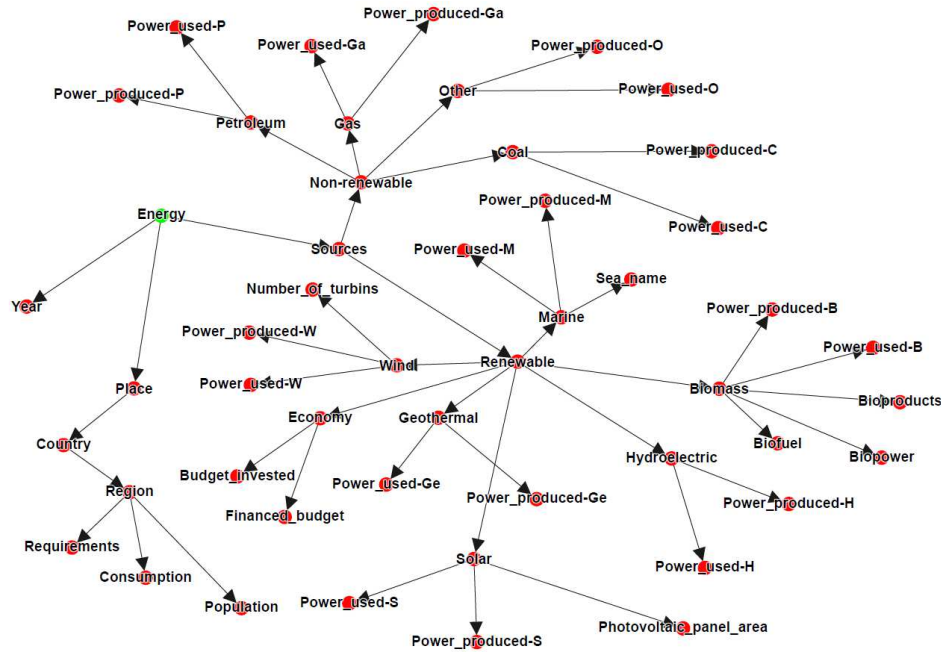 Power_produced-Ga
Power_used-P
Power_used-Ga
Power_produced-O
Power_produced-P
Other
Power_used-O
Petroleum
Gas
Coal
Power_produced-C
Non-renewable
Power_produced-M
Energy
Power_used-C
Sources
Power_used-M
Sea_name
Number_of_turbins
Year
Power_produced-B
Marine
Power_produced-W
Power_used-B
Wind
Renewable
Power_used-W
Place
Biomass
Bioproducts
Economy
Geothermal
Country
Biofuel
Hydroelectric
Biopower
Budget_invested
Power_used-Ge
Region
Power_produced-Ge
Power_produced-H
Financed_budget
Requirements
Solar
Power_used-H
Consumption
Power_used-S
Population
Photovoltaic_panel_area
Power_produced-S